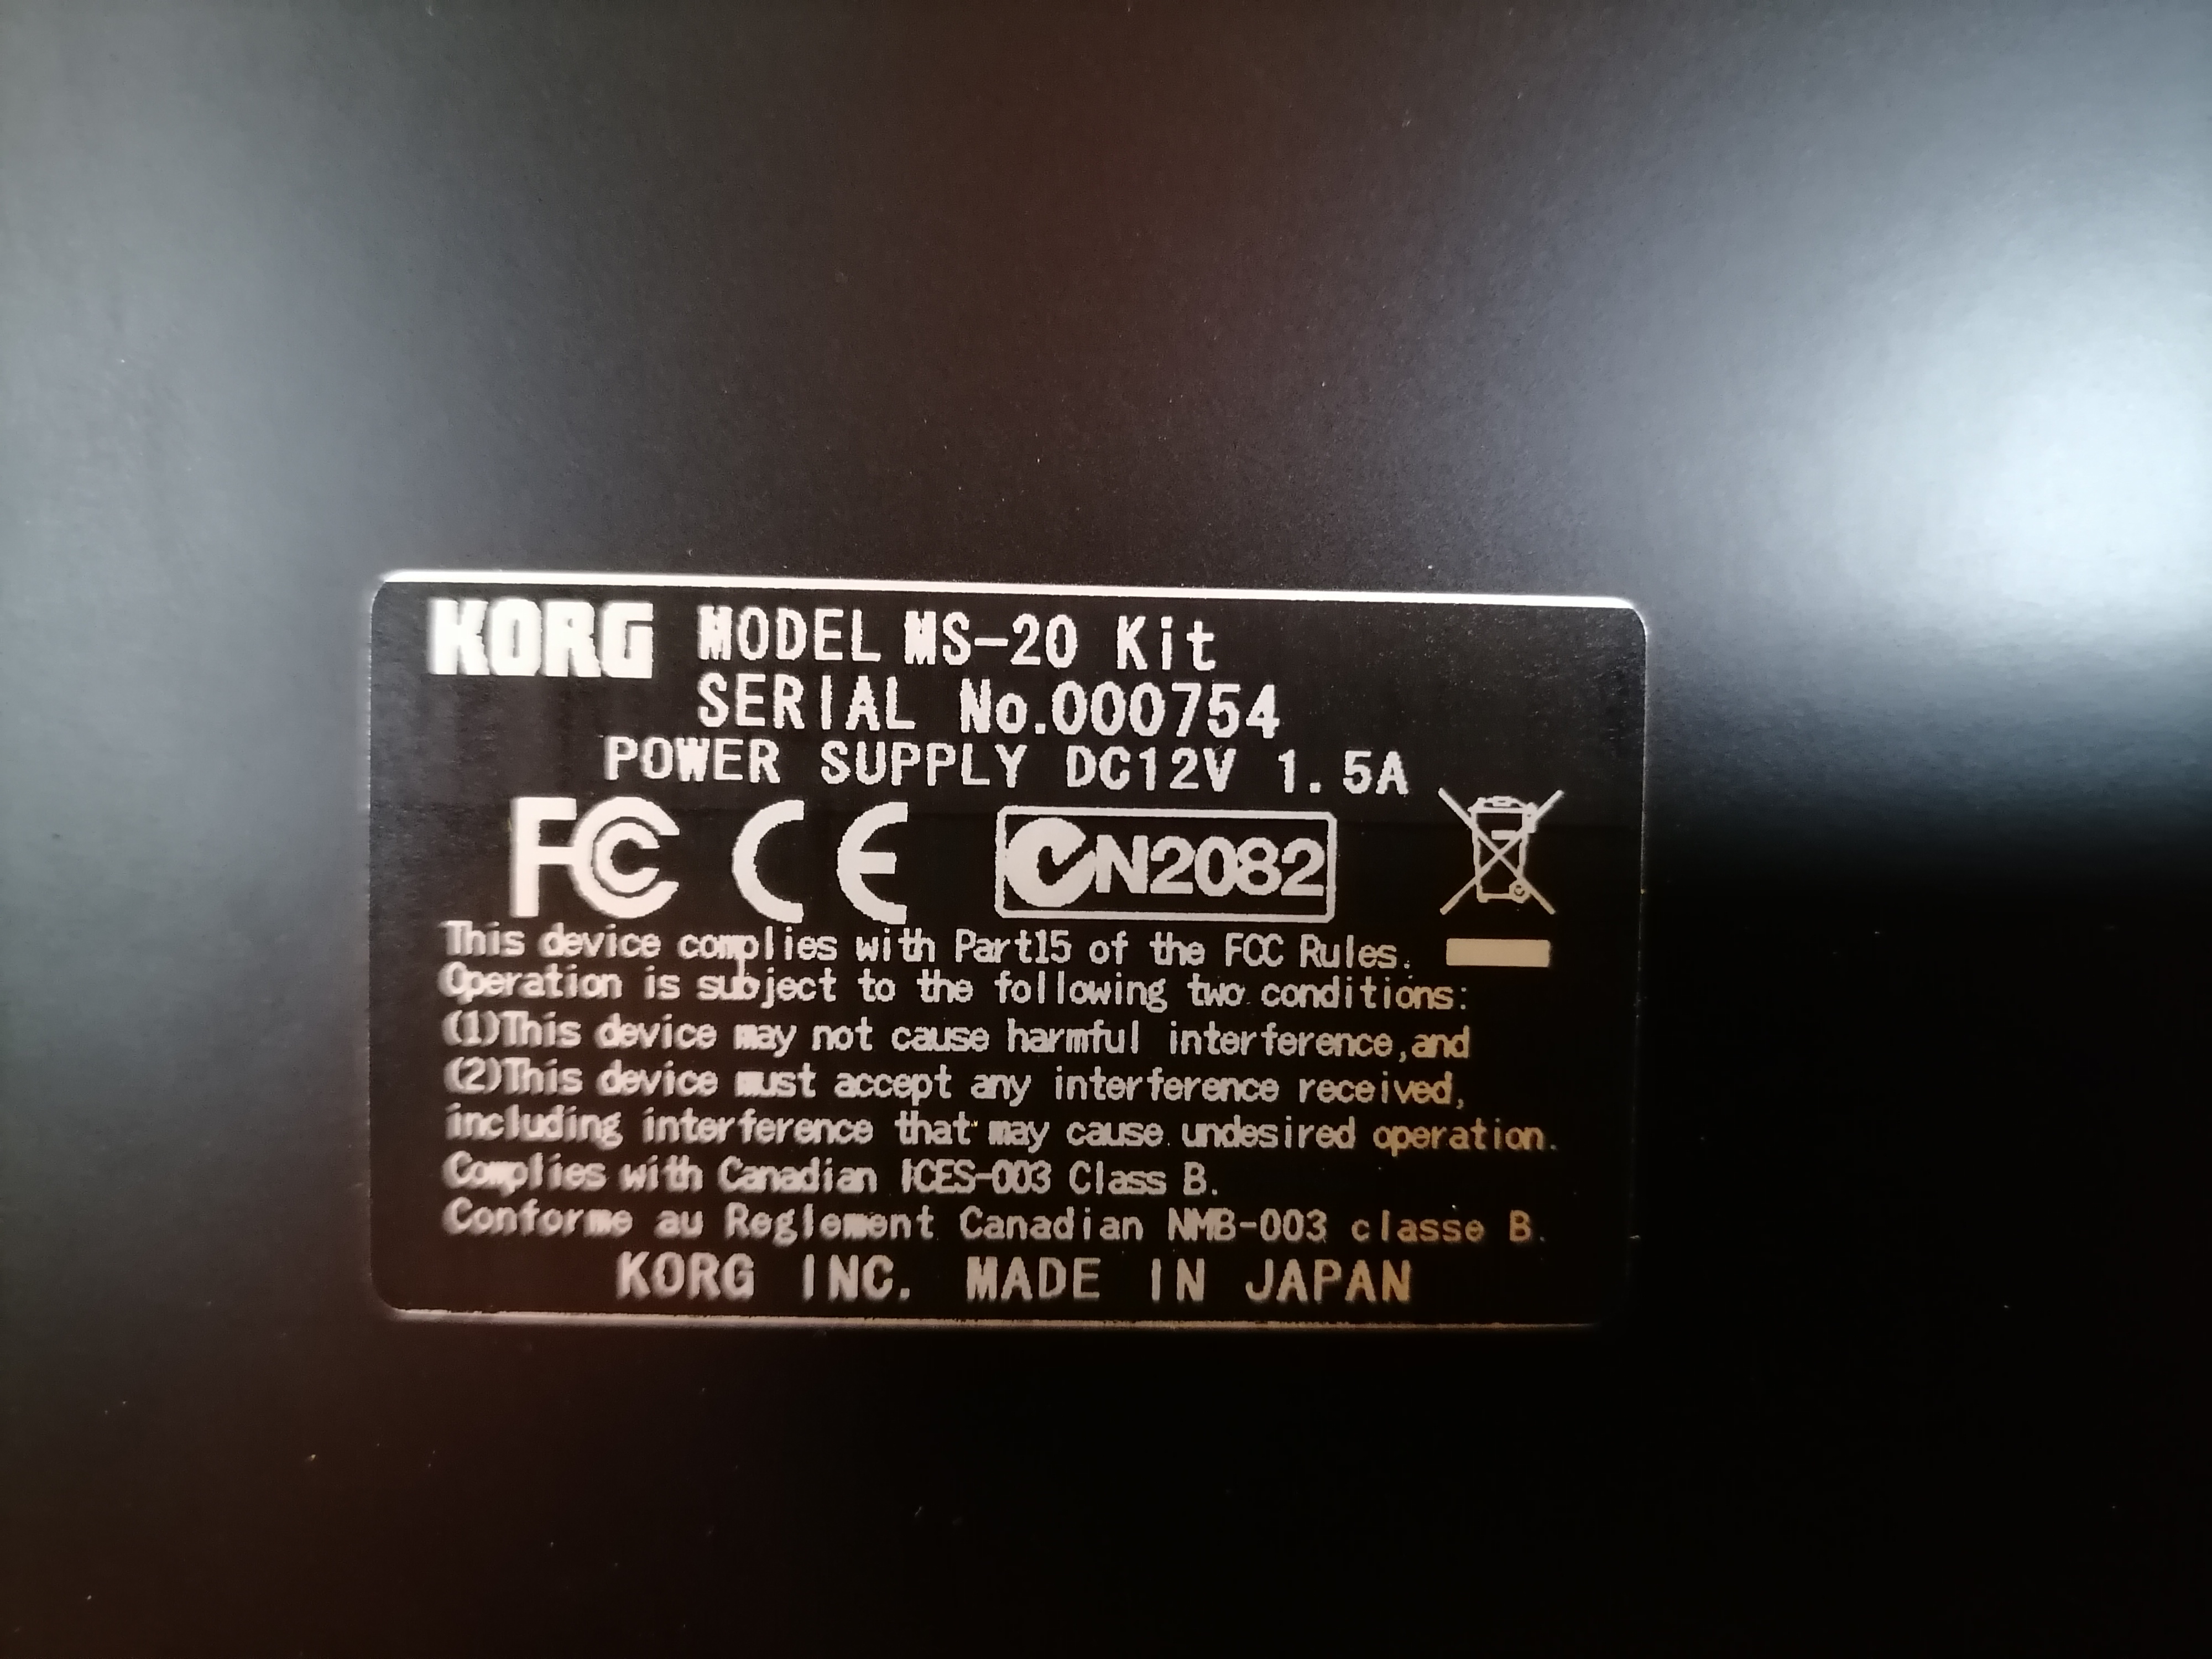 KORG MODEL MS-20 Kit
SERIAL No.000754
POWER SUPPLY DC12V 1.5A
FC CE N2082
This device complies with Part15 of the FCC Rules.
Operation is subject to the following two conditions:
(1)This device may not cause harmful interference,and
(2)This device must accept any interference received,
including interference that may cause undesired operation.
Complies with Canadian ICES-003 Class B.
Conforme au Reglement Canadian NMB-003 classe B.
KORG INC. MADE IN JAPAN